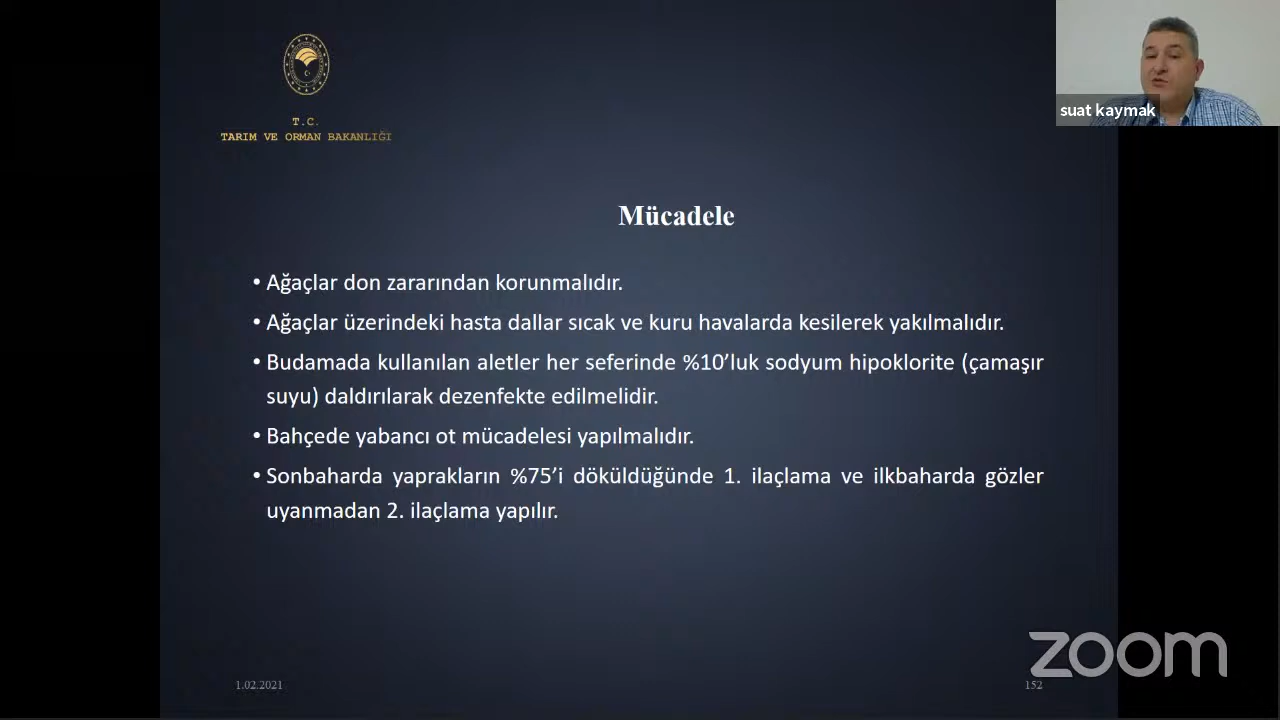 suat kaymak
T.C.
TARIM VE ORMAN BAKANLIĞI
Mücadele
• Ağaçlar don zararından korunmalıdır.
• Ağaçlar üzerindeki hasta dallar sıcak ve kuru havalarda kesilerek yakılmalıdır.
• Budamada kullanılan aletler her seferinde %10’luk sodyum hipoklorite (çamaşır
suyu) daldırılarak dezenfekte edilmelidir.
• Bahçede yabancı ot mücadelesi yapılmalıdır.
• Sonbaharda yaprakların %75’i döküldüğünde 1. ilaçlama ve ilkbaharda gözler
uyanmadan 2. ilaçlama yapılır.
zoom
1.02.2021
152